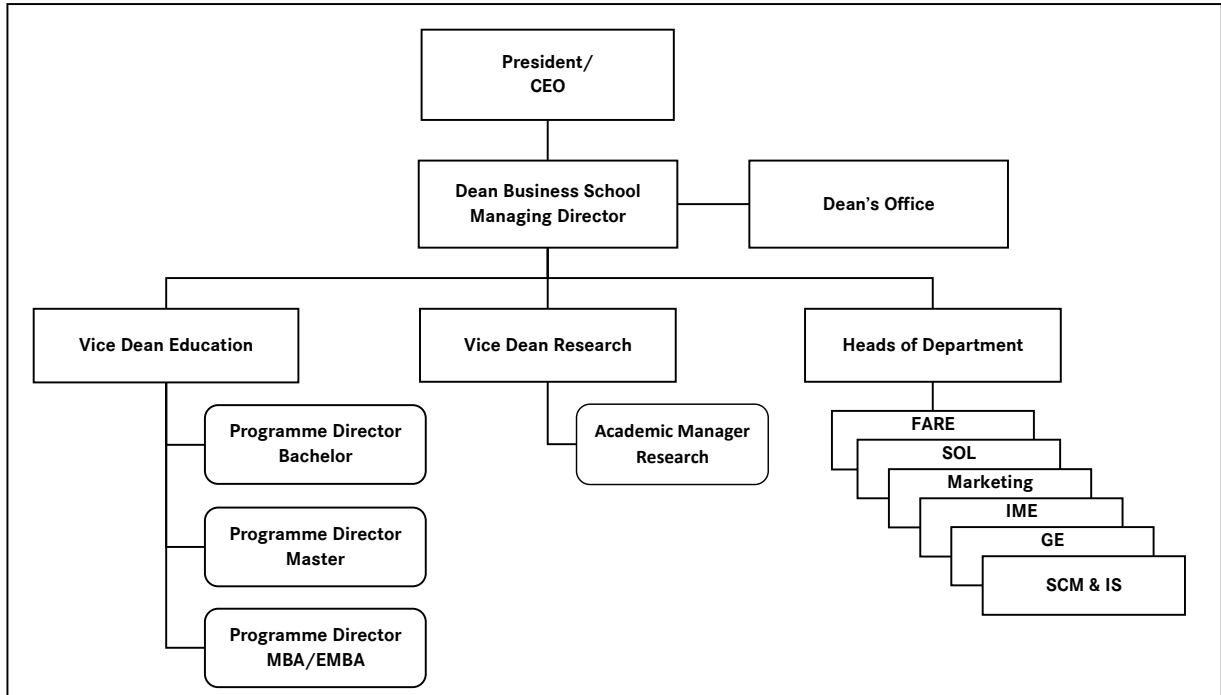 President/
CEO
Dean Business School
Managing Director
Dean’s Office
Vice Dean Education
Vice Dean Research
Heads of Department
Programme Director
Bachelor
Academic Manager
Research
FARE
SOL
Marketing
IME
GE
SCM & IS
Programme Director
Master
Programme Director
MBA/EMBA